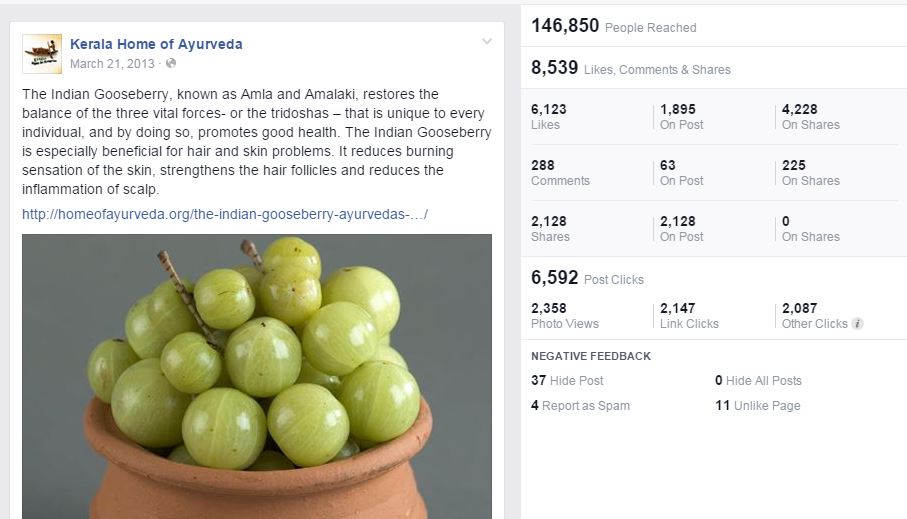 Kerala Home of Ayurveda
March 21, 2013 ·
The Indian Gooseberry, known as Amla and Amalaki, restores the
balance of the three vital forces- or the tridoshas – that is unique to every
individual, and by doing so, promotes good health. The Indian Gooseberry
is especially beneficial for hair and skin problems. It reduces burning
sensation of the skin, strengthens the hair follicles and reduces the
inflammation of scalp.
http://homeofayurveda.org/the-indian-gooseberry-ayurvedas-…/
146,850 People Reached
8,539 Likes, Comments & Shares
6,123 1,895 4,228
Likes On Post On Shares
288 63 225
Comments On Post On Shares
2,128 2,128 0
Shares On Post On Shares
6,592 Post Clicks
2,358 2,147 2,087
Photo Views Link Clicks Other Clicks i
NEGATIVE FEEDBACK
37 Hide Post 0 Hide All Posts
4 Report as Spam 11 Unlike Page